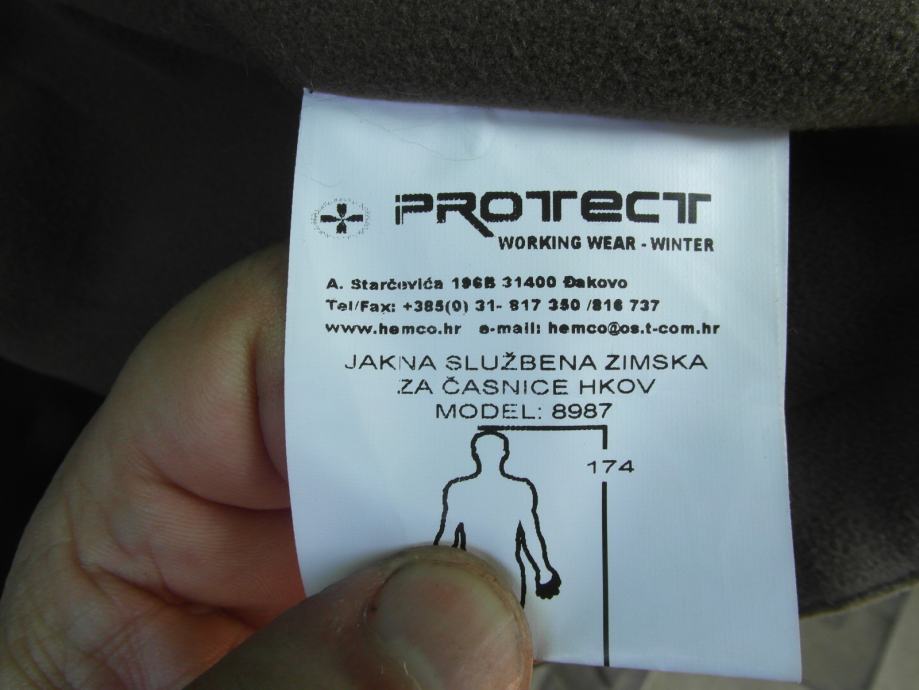 PROTECT
WORKING WEAR - WINTER
A. Starčevića 196B 31400 Đakovo
Tel/Fax: +385(0) 31- 817 350 /816 737
www.hemco.hr e-mail: hemco@os.t-com.hr
JAKNA SLUŽBENA ZIMSKA
ZA ČASNICE HKOV
MODEL: 8987
174